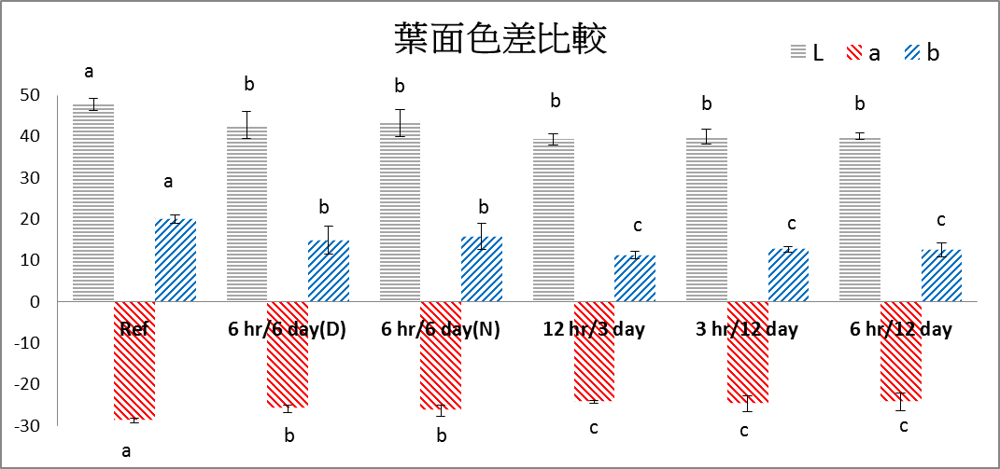 葉面色差比較
L a b
a b b b b b
50
40
30
20
10
0
-10
-20
-30
a b b c c c
Ref 6 hr/6 day(D) 6 hr/6 day(N) 12 hr/3 day 3 hr/12 day 6 hr/12 day
a b b c c c